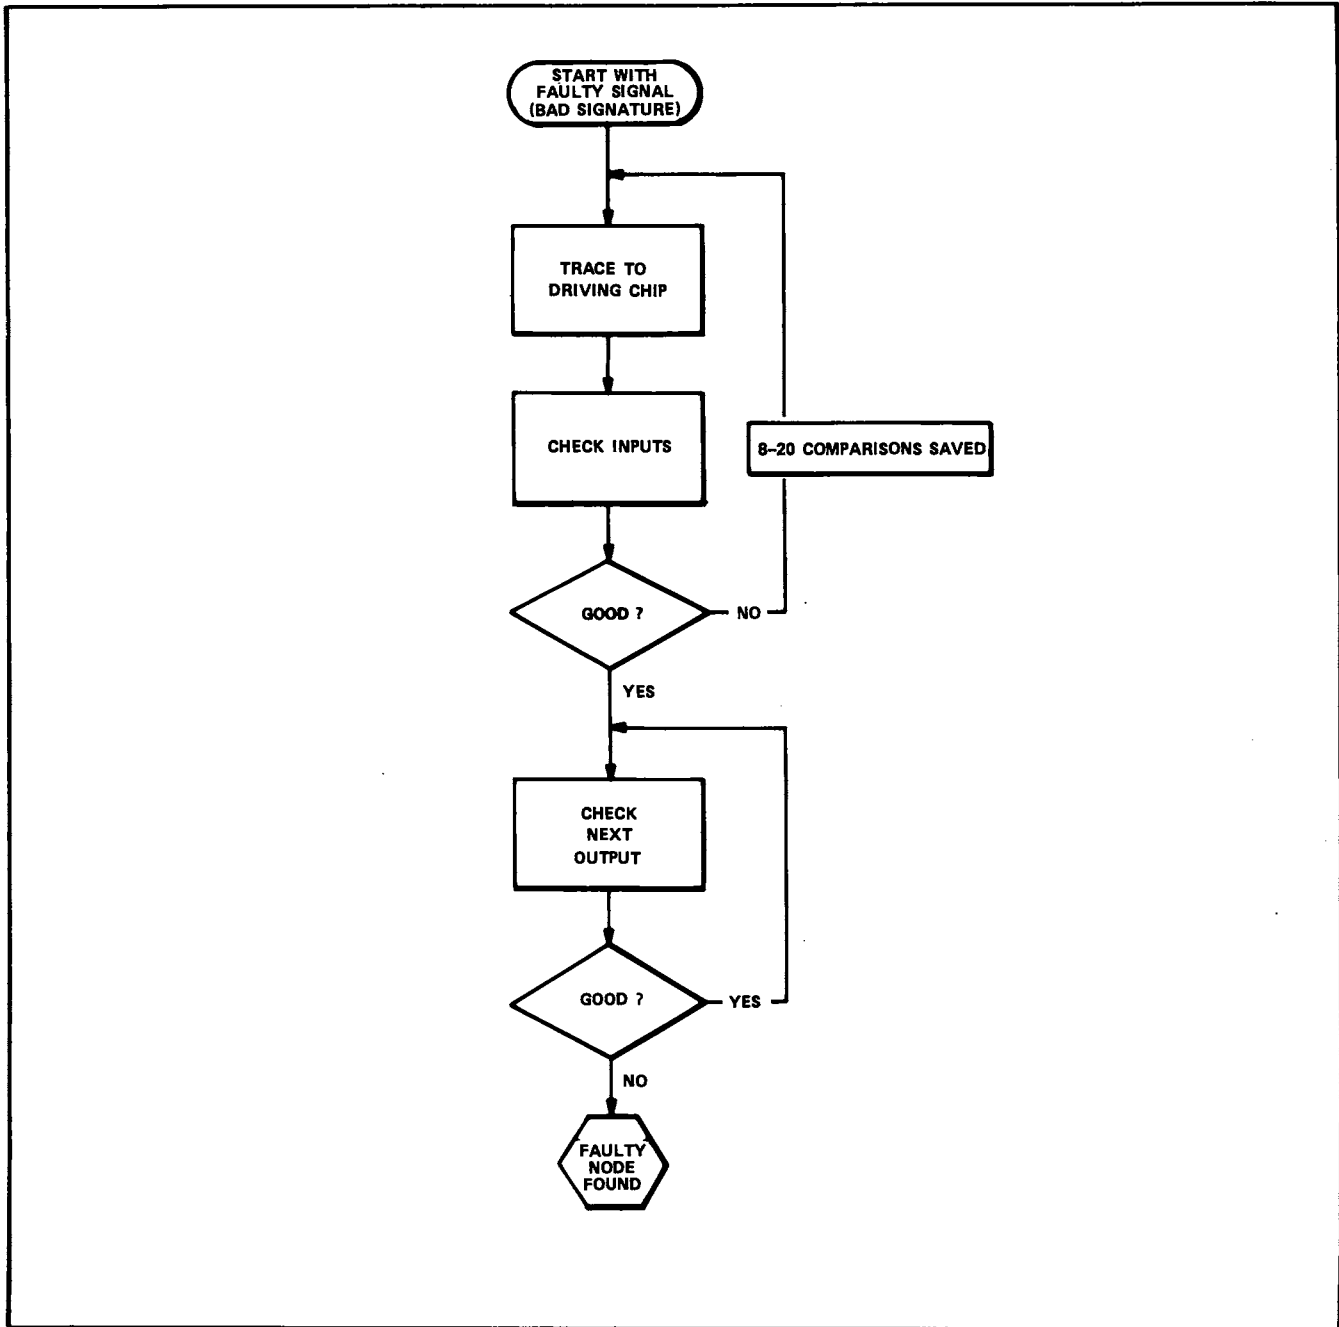 START WITH
FAULTY SIGNAL
(BAD SIGNATURE)
TRACE TO
DRIVING CHIP
CHECK INPUTS
8-20 COMPARISONS SAVED
GOOD ?
NO
YES
CHECK
NEXT
OUTPUT
GOOD ?
YES
NO
FAULTY
NODE
FOUND